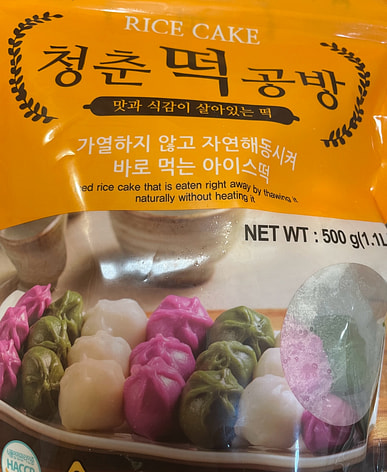 RICE CAKE
청춘떡공방
맛과 식감이 살아있는 떡
가열하지 않고 자연해동시켜
바로 먹는 아이스떡
rice cake that is eaten right away by thawing it
naturally without heating it
NET WT : 500 g(1.1L
HACCP